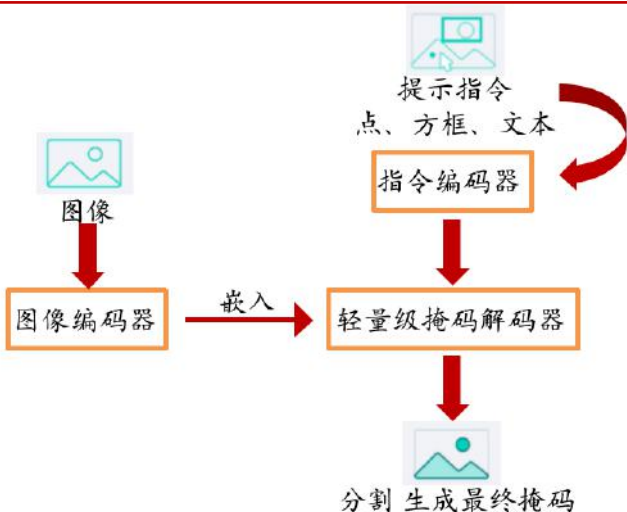 提示指令
点、方框、文本
指令编码器
图像
图像编码器
嵌入
轻量级掩码解码器
分割 生成最终掩码